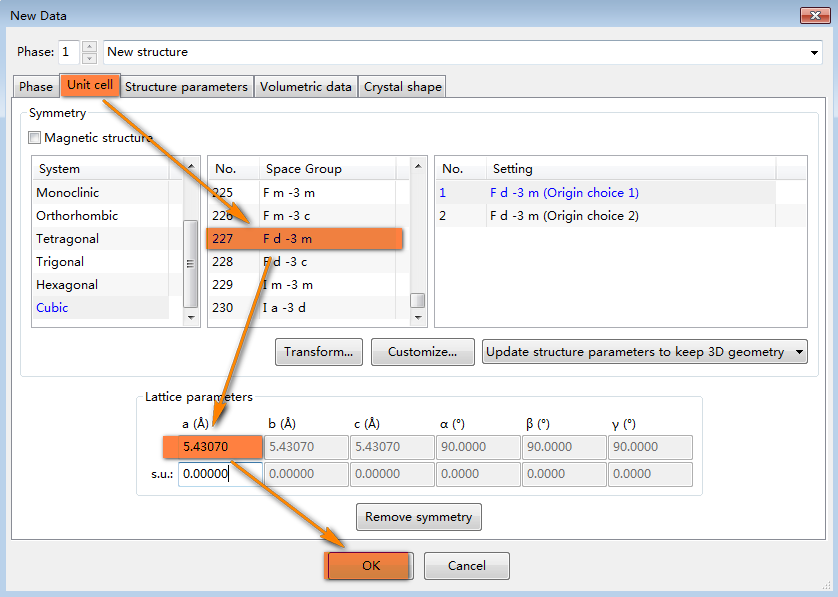 New Data
Phase: 1 New structure
Phase Unit cell Structure parameters Volumetric data Crystal shape
Symmetry
Magnetic structure
System No. Space Group No. Setting
Monoclinic 225 F m -3 m 1 F d -3 m (Origin choice 1)
Orthorhombic 226 F m -3 c 2 F d -3 m (Origin choice 2)
Tetragonal 227 F d -3 m
Trigonal 228 F d -3 c
Hexagonal 229 I m -3 m
Cubic 230 I a -3 d
Transform... Customize... Update structure parameters to keep 3D geometry
Lattice parameters
a (Å) b (Å) c (Å) α (°) β (°) γ (°)
5.43070 5.43070 5.43070 90.0000 90.0000 90.0000
s.u.: 0.00000 0.00000 0.00000 0.0000 0.0000 0.0000
Remove symmetry
OK Cancel